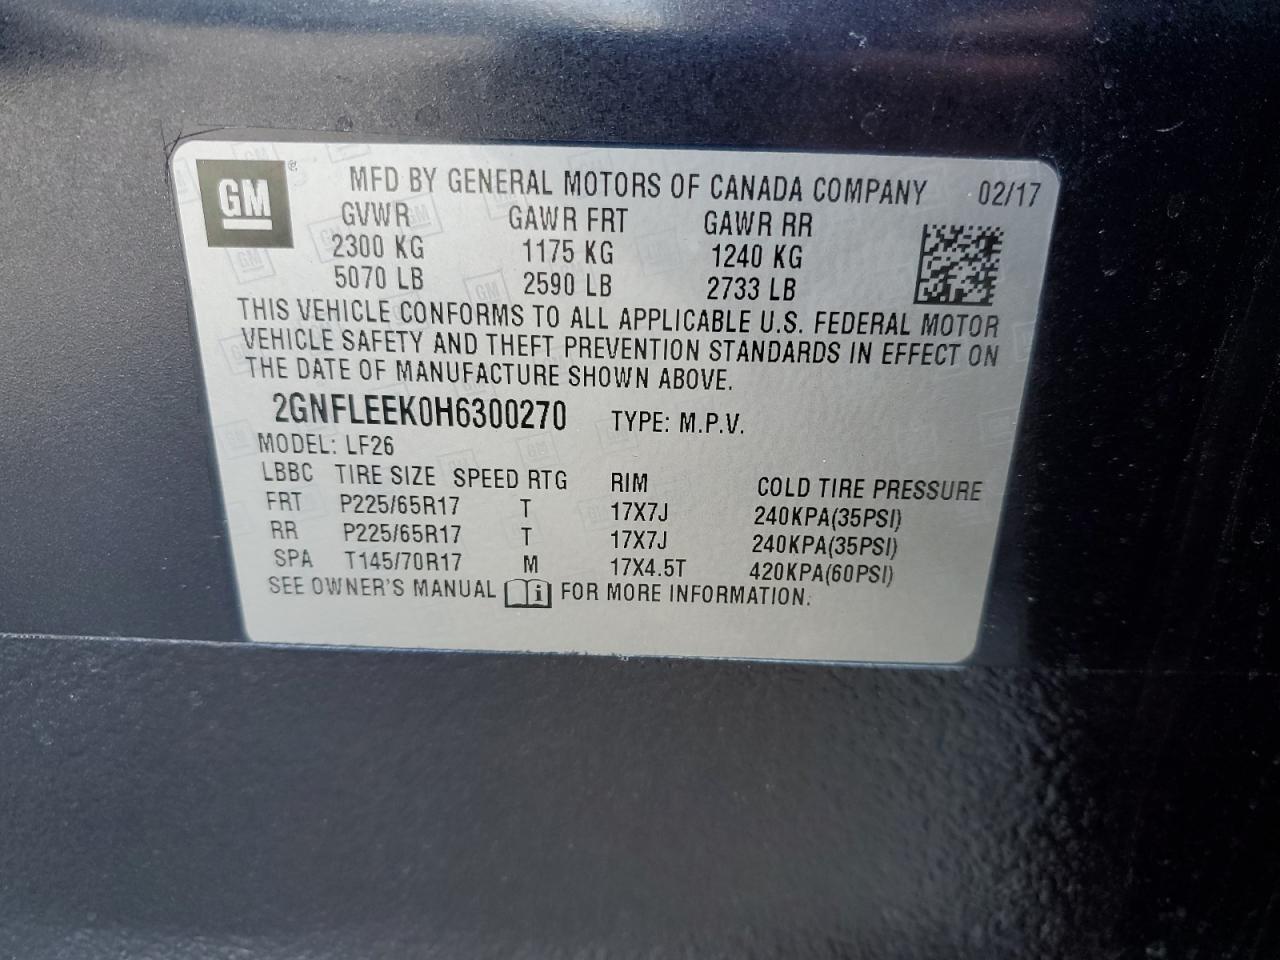 GM ®
MFD BY GENERAL MOTORS OF CANADA COMPANY 02/17
GVWR GAWR FRT GAWR RR
2300 KG 1175 KG 1240 KG
5070 LB 2590 LB 2733 LB
THIS VEHICLE CONFORMS TO ALL APPLICABLE U.S. FEDERAL MOTOR
VEHICLE SAFETY AND THEFT PREVENTION STANDARDS IN EFFECT ON
THE DATE OF MANUFACTURE SHOWN ABOVE.
2GNFLEEK0H6300270 TYPE: M.P.V.
MODEL: LF26
LBBC TIRE SIZE SPEED RTG RIM COLD TIRE PRESSURE
FRT P225/65R17 T 17X7J 240KPA(35PSI)
RR P225/65R17 T 17X7J 240KPA(35PSI)
SPA T145/70R17 M 17X4.5T 420KPA(60PSI)
SEE OWNER'S MANUAL i FOR MORE INFORMATION.